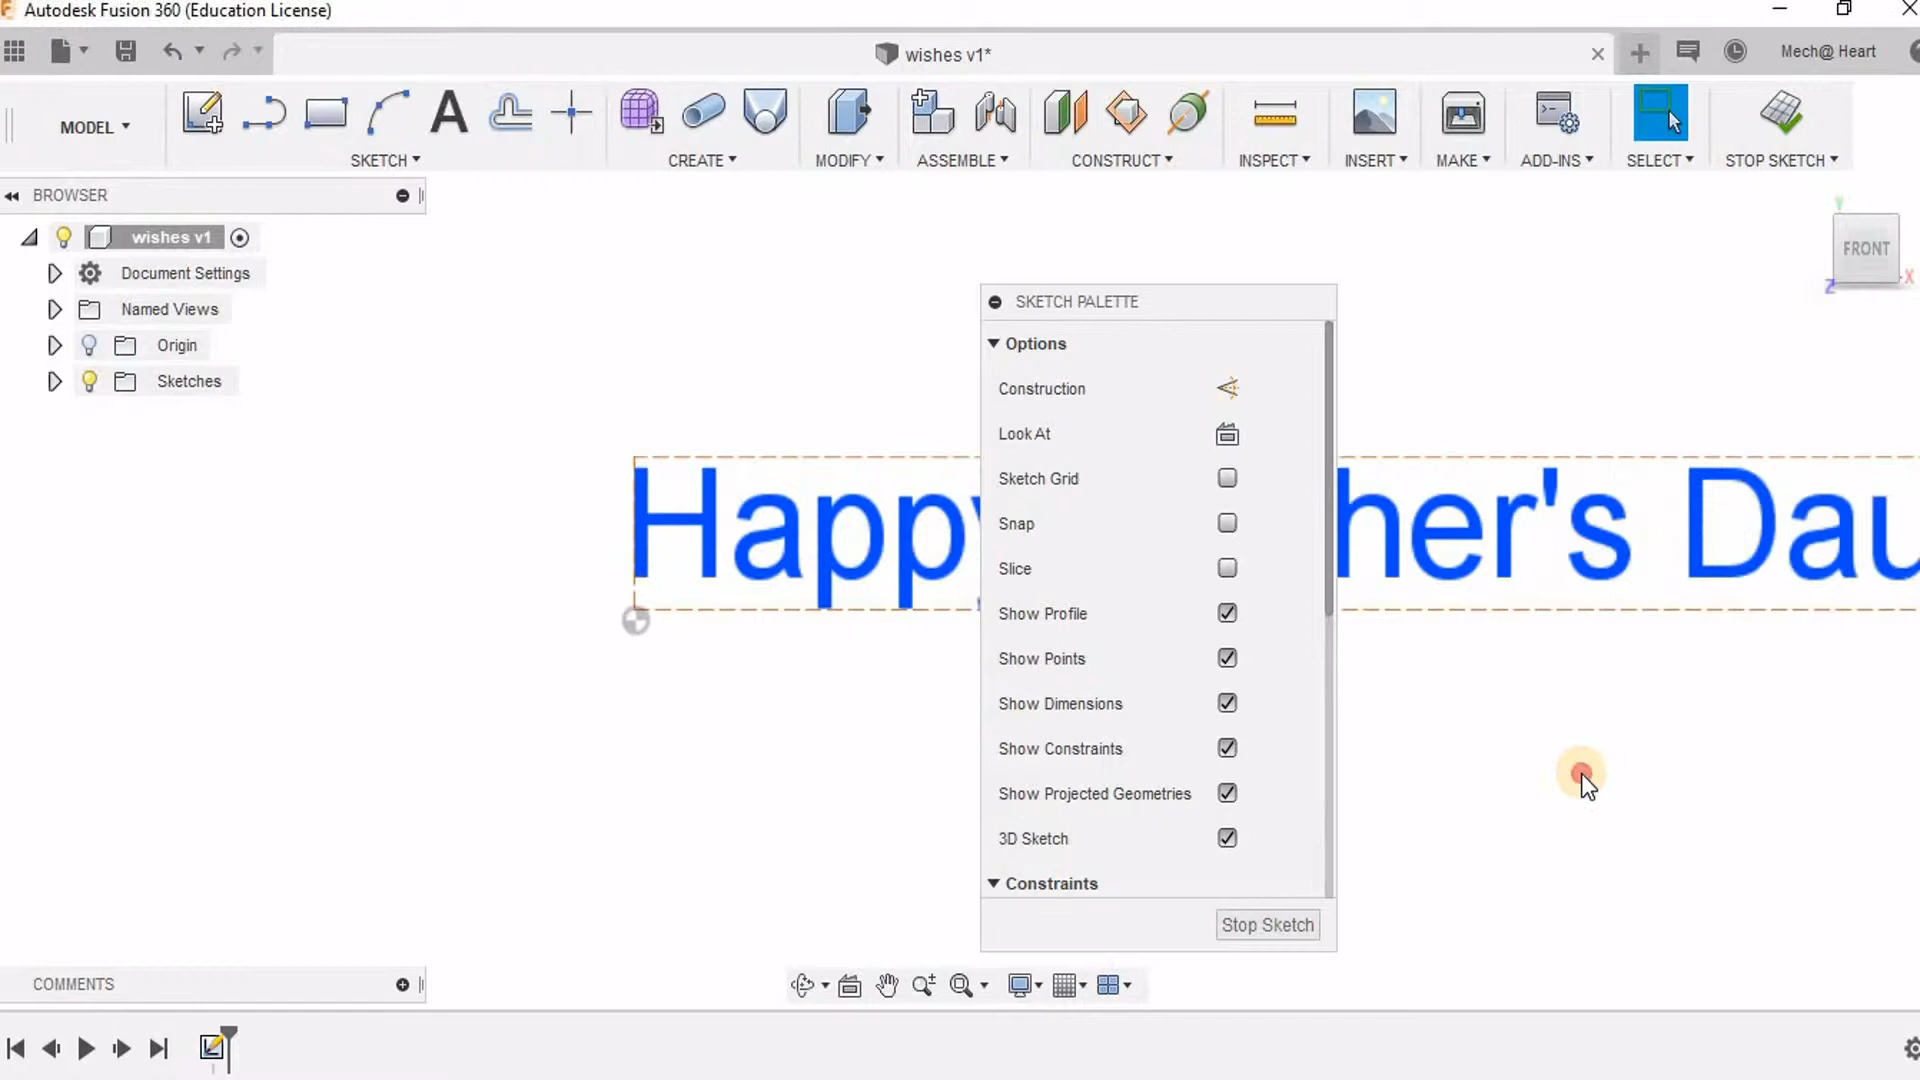 Autodesk Fusion 360 (Education License)
wishes v1*
Mech@ Heart
MODEL
SKETCH
CREATE
MODIFY
ASSEMBLE
CONSTRUCT
INSPECT
INSERT
MAKE
ADD-INS
SELECT
STOP SKETCH
BROWSER
wishes v1
Document Settings
Named Views
Origin
Sketches
Y
FRONT
X
Z
SKETCH PALETTE
Options
Construction
Look At
Sketch Grid
Snap
Slice
Show Profile
Show Points
Show Dimensions
Show Constraints
Show Projected Geometries
3D Sketch
Constraints
Stop Sketch
Happy her's Dau
COMMENTS